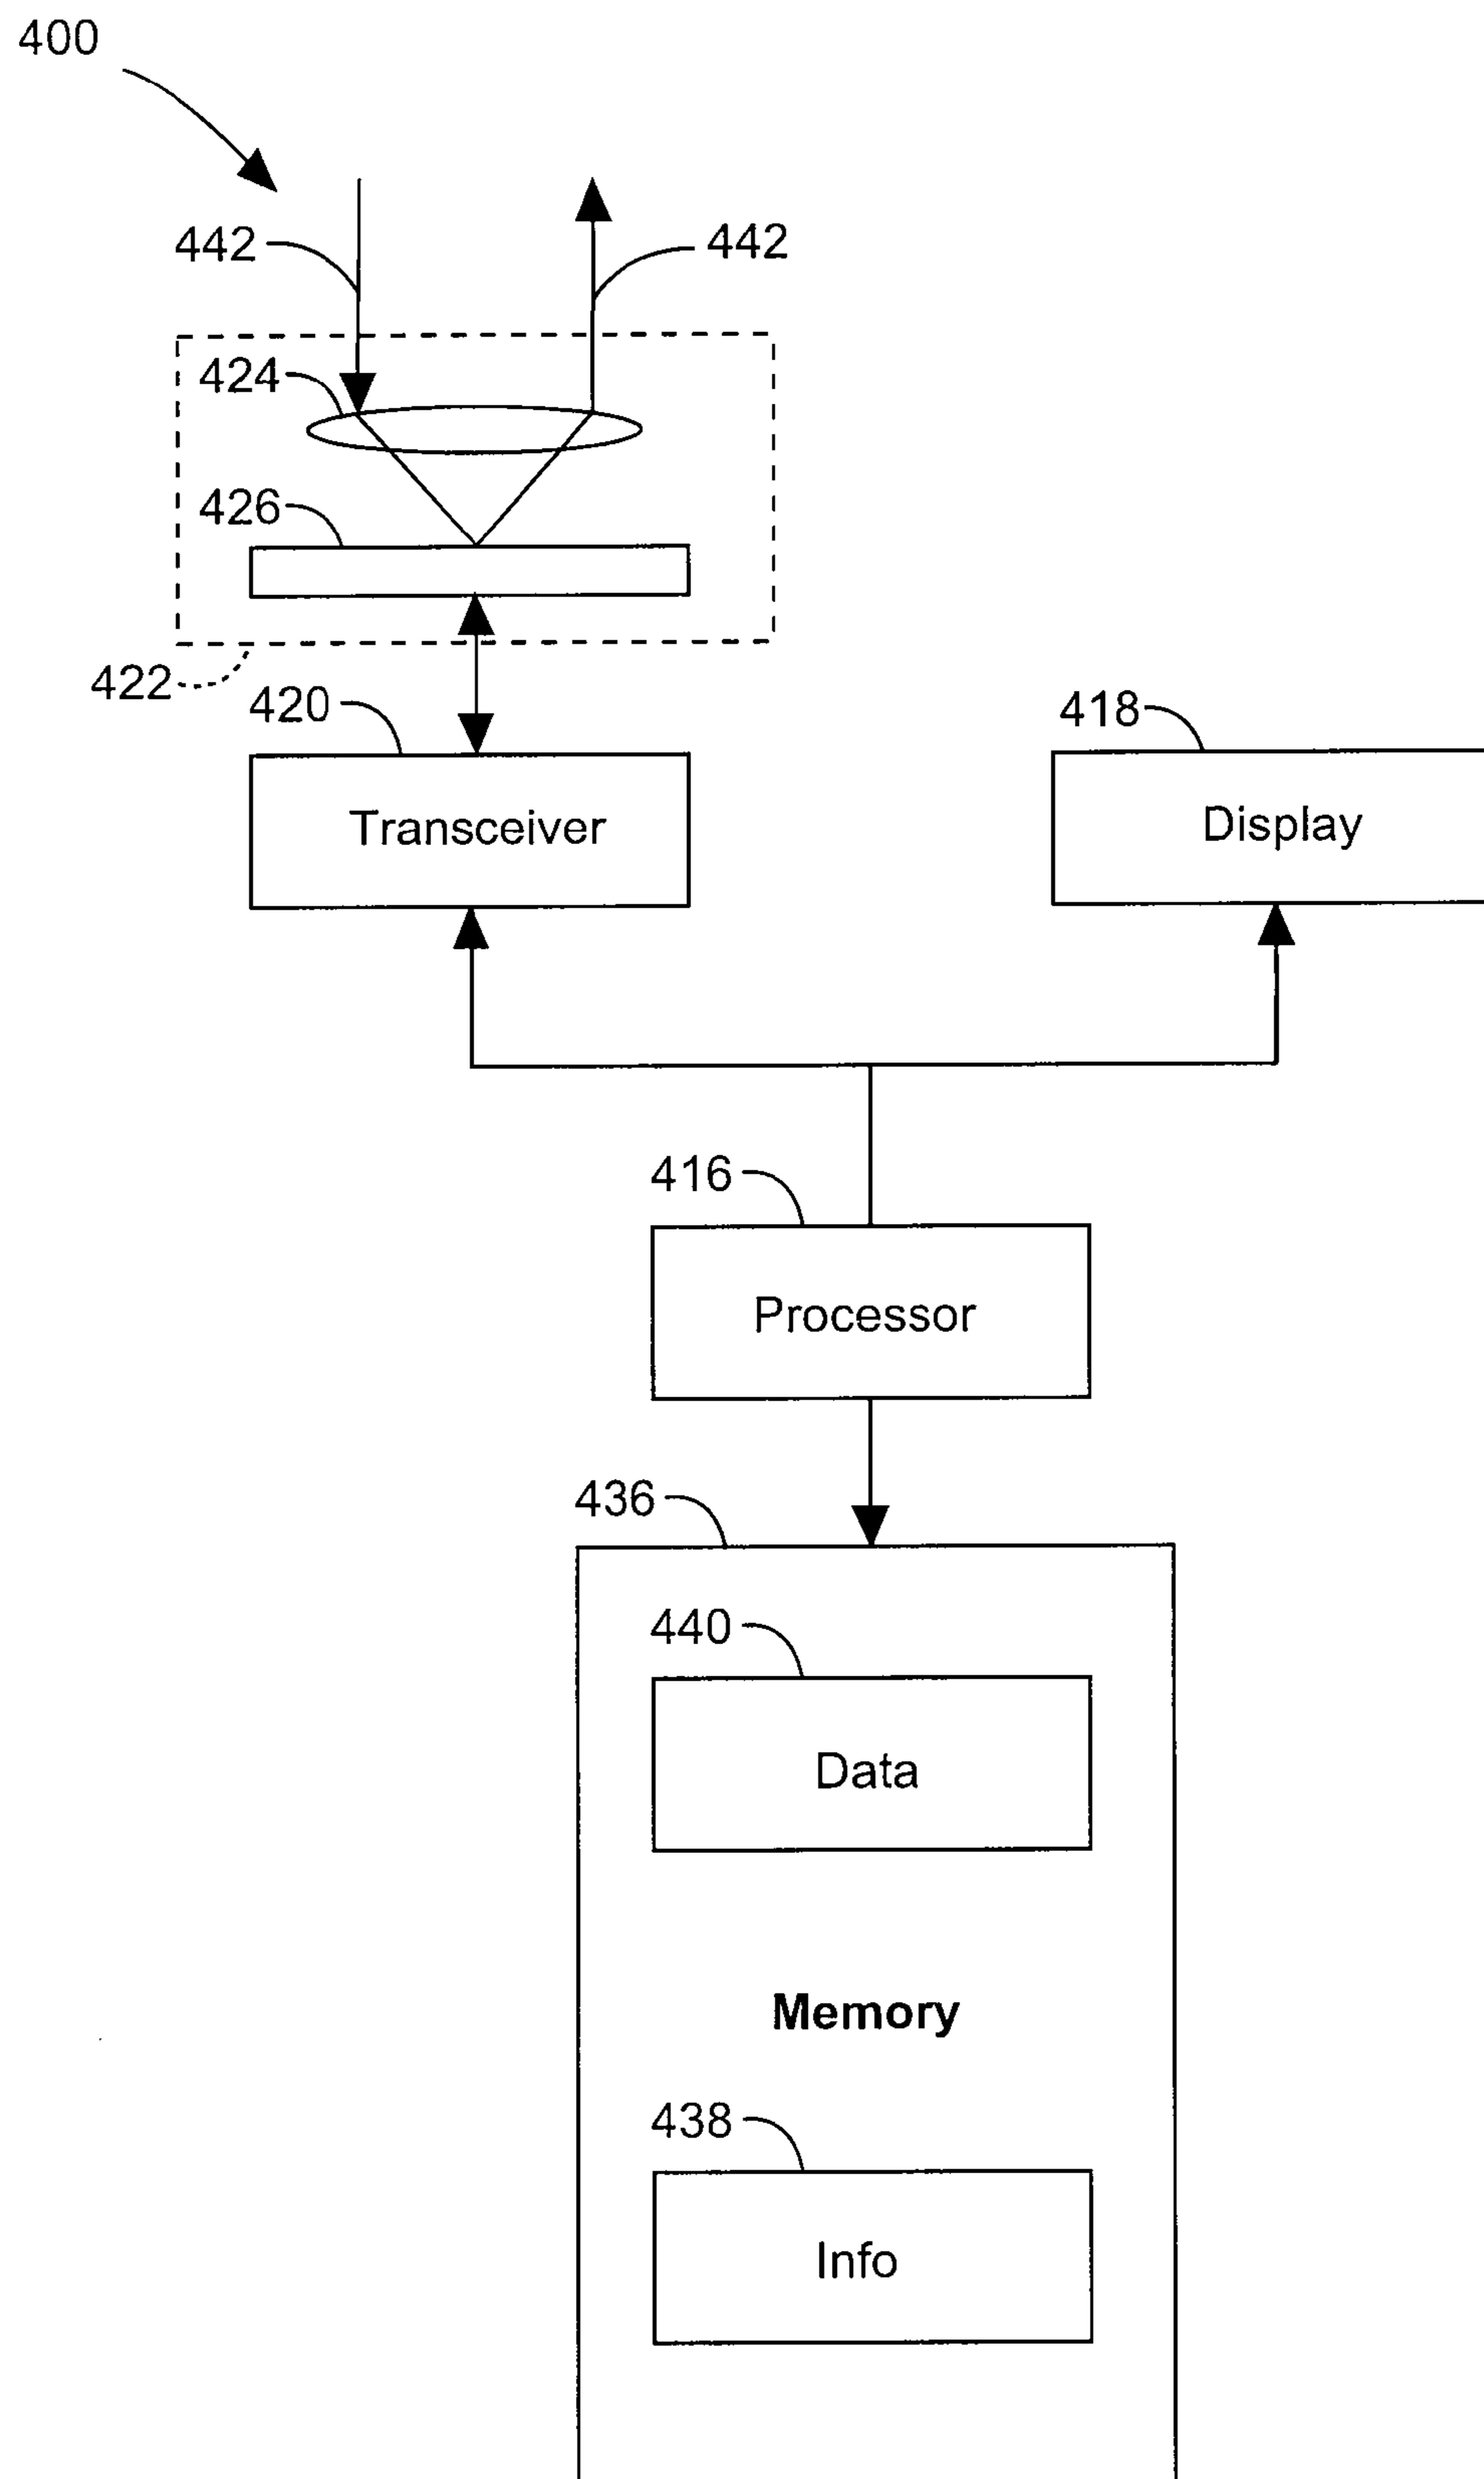 400
442
442
424
426
422
420
418
Transceiver
Display
416
Processor
436
440
Data
Memory
438
Info